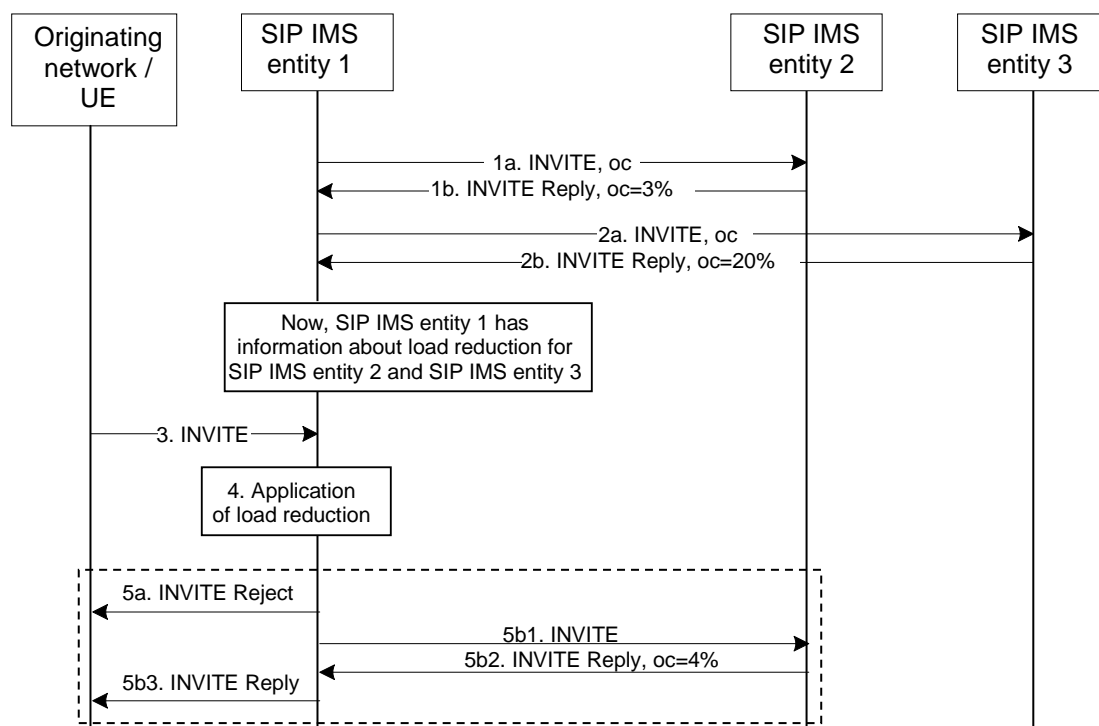 Originating
network /
UE
SIP IMS
entity 1
SIP IMS
entity 2
SIP IMS
entity 3
1a. INVITE, oc
1b. INVITE Reply, oc=3%
2a. INVITE, oc
2b. INVITE Reply, oc=20%
Now, SIP IMS entity 1 has
information about load reduction for
SIP IMS entity 2 and SIP IMS entity 3
3. INVITE
4. Application
of load reduction
5a. INVITE Reject
5b1. INVITE
5b2. INVITE Reply, oc=4%
5b3. INVITE Reply